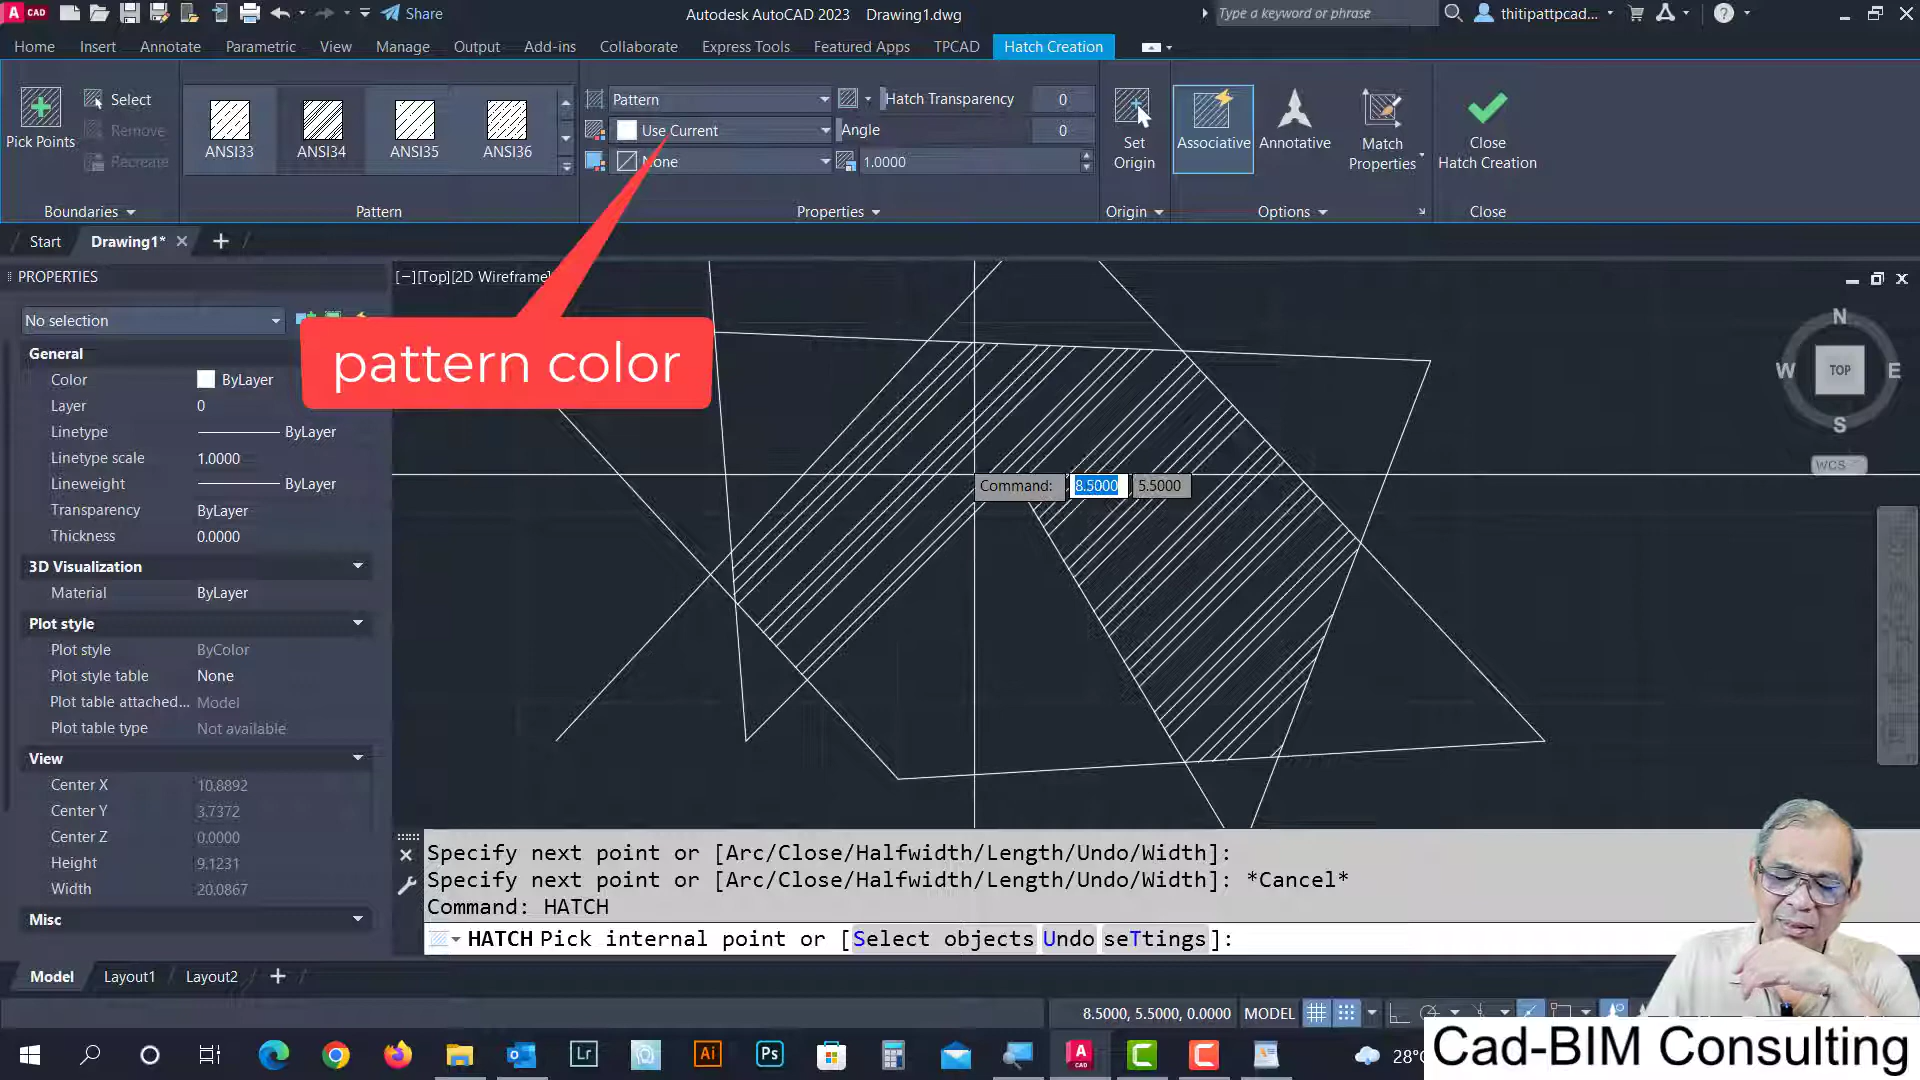 CAD
Share
Autodesk AutoCAD 2023 Drawing1.dwg
Type a keyword or phrase
thitipattpcad...
Home Insert Annotate Parametric View Manage Output Add-ins Collaborate Express Tools Featured Apps TPCAD Hatch Creation
Pick Points
Select
Remove
Recreate
ANSI33 ANSI34 ANSI35 ANSI36
Pattern
Use Current
None
Hatch Transparency 0
Angle 0
1.0000
Set
Origin
Associative
Annotative
Match
Properties
Close
Hatch Creation
Boundaries Pattern Properties Origin Options Close
Start Drawing1*
PROPERTIES
[−][Top][2D Wireframe]
No selection
General
Color ByLayer
Layer 0
Linetype ByLayer
Linetype scale 1.0000
Lineweight ByLayer
Transparency ByLayer
Thickness 0.0000
3D Visualization
Material ByLayer
Plot style
Plot style ByColor
Plot style table None
Plot table attached... Model
Plot table type Not available
View
Center X 10.8892
Center Y 3.7372
Center Z 0.0000
Height 9.1231
Width 20.0867
Misc
pattern color
N
W TOP E
S
WCS
Command: 8.5000 5.5000
Specify next point or [Arc/Close/Halfwidth/Length/Undo/Width]:
Specify next point or [Arc/Close/Halfwidth/Length/Undo/Width]: *Cancel*
Command: HATCH
HATCH Pick internal point or [Select objects Undo seTtings]:
Model Layout1 Layout2
8.5000, 5.5000, 0.0000 MODEL
Lr Ai Ps
A
CAD
28°
Cad-BIM Consulting